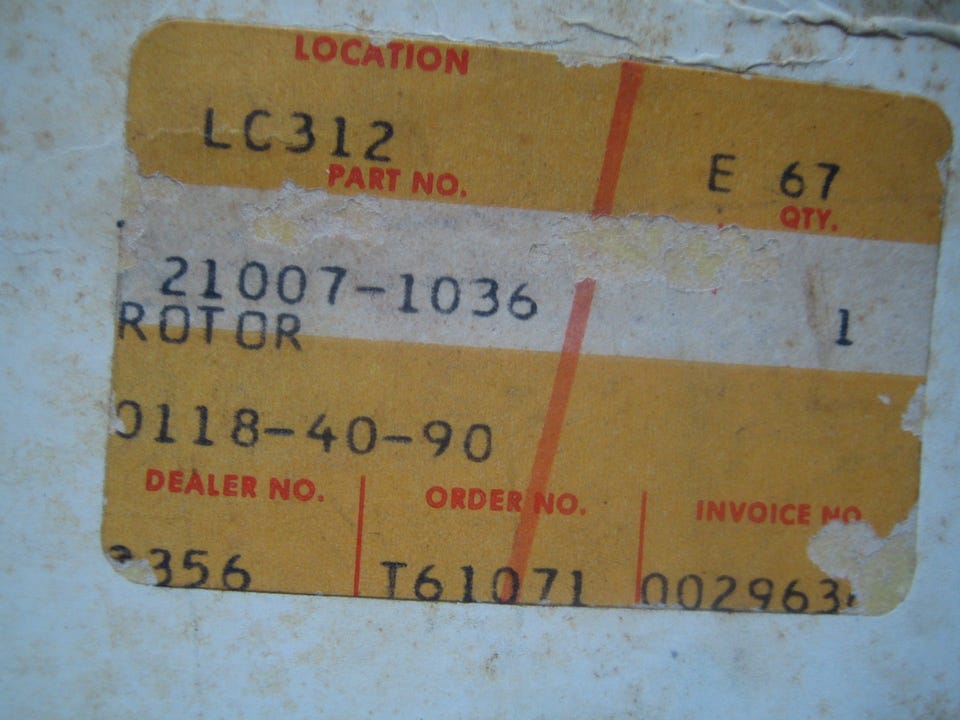 LOCATION
LC312 E 67
PART NO. QTY.
21007-1036 1
ROTOR
0118-40-90
DEALER NO. ORDER NO. INVOICE NO
356 T61071 002963